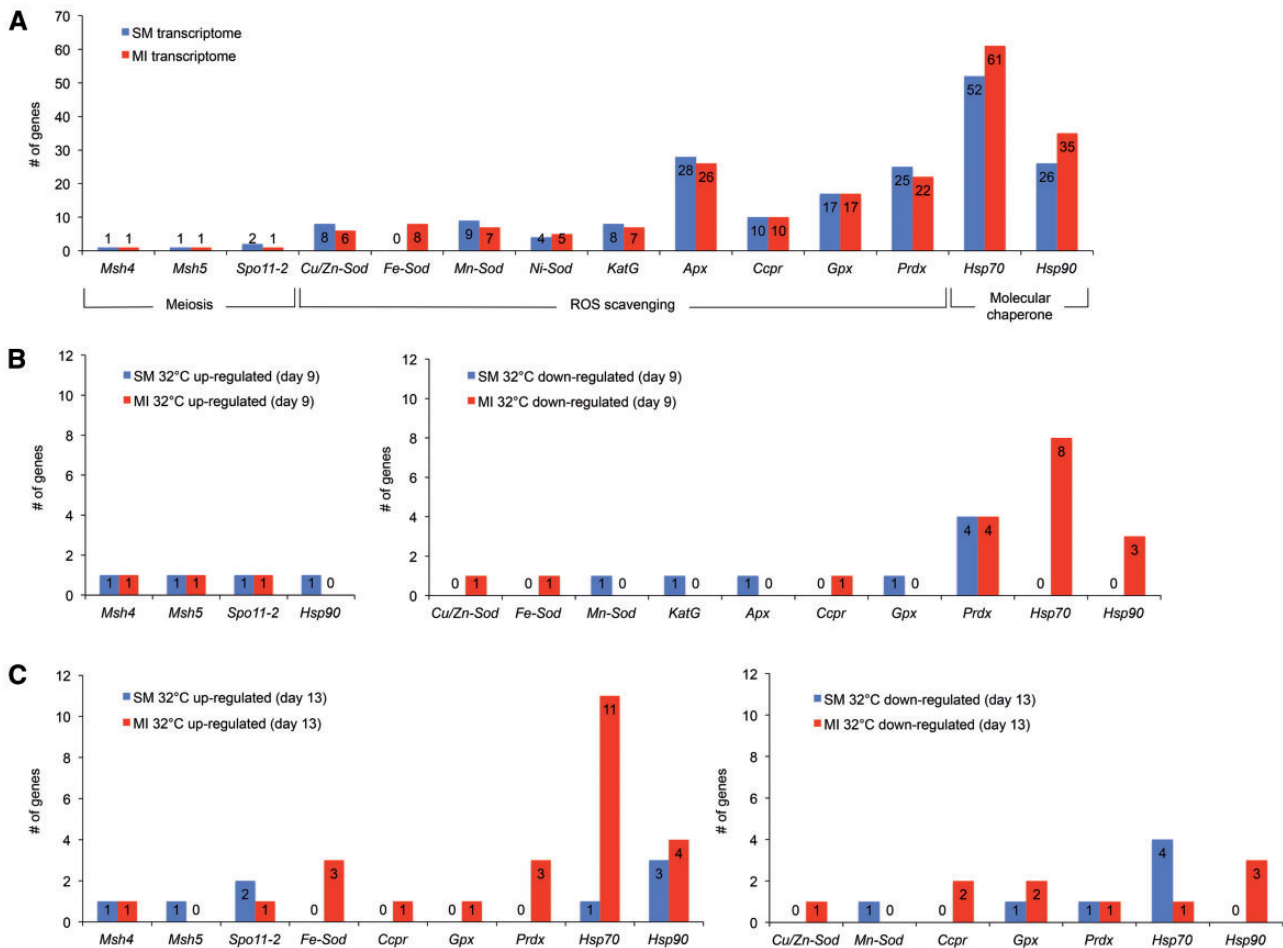 A
70
60
50
40
30
20
10
0
# of genes
SM transcriptome
MI transcriptome
1 1 1 1 2 1 8 6 0 8 9 7 4 5 8 7 28 26 10 10 17 17 25 22 52 61 26 35
Msh4 Msh5 Spo11-2 Cu/Zn-Sod Fe-Sod Mn-Sod Ni-Sod KatG Apx Ccpr Gpx Prdx Hsp70 Hsp90
Meiosis ROS scavenging Molecular
chaperone
B
12
10
8
6
4
2
0
# of genes
SM 32°C up-regulated (day 9)
MI 32°C up-regulated (day 9)
1 1 1 1 1 1 1 0
Msh4 Msh5 Spo11-2 Hsp90
12
10
8
6
4
2
0
# of genes
SM 32°C down-regulated (day 9)
MI 32°C down-regulated (day 9)
0 1 0 1 1 0 1 0 1 0 0 1 1 0 4 4 0 8 0 3
Cu/Zn-Sod Fe-Sod Mn-Sod KatG Apx Ccpr Gpx Prdx Hsp70 Hsp90
C
12
10
8
6
4
2
0
# of genes
SM 32°C up-regulated (day 13)
MI 32°C up-regulated (day 13)
1 1 1 0 2 1 0 3 0 1 0 1 0 3 1 11 3 4
Msh4 Msh5 Spo11-2 Fe-Sod Ccpr Gpx Prdx Hsp70 Hsp90
12
10
8
6
4
2
0
# of genes
SM 32°C down-regulated (day 13)
MI 32°C down-regulated (day 13)
0 1 1 0 0 2 1 2 1 1 4 1 0 3
Cu/Zn-Sod Mn-Sod Ccpr Gpx Prdx Hsp70 Hsp90